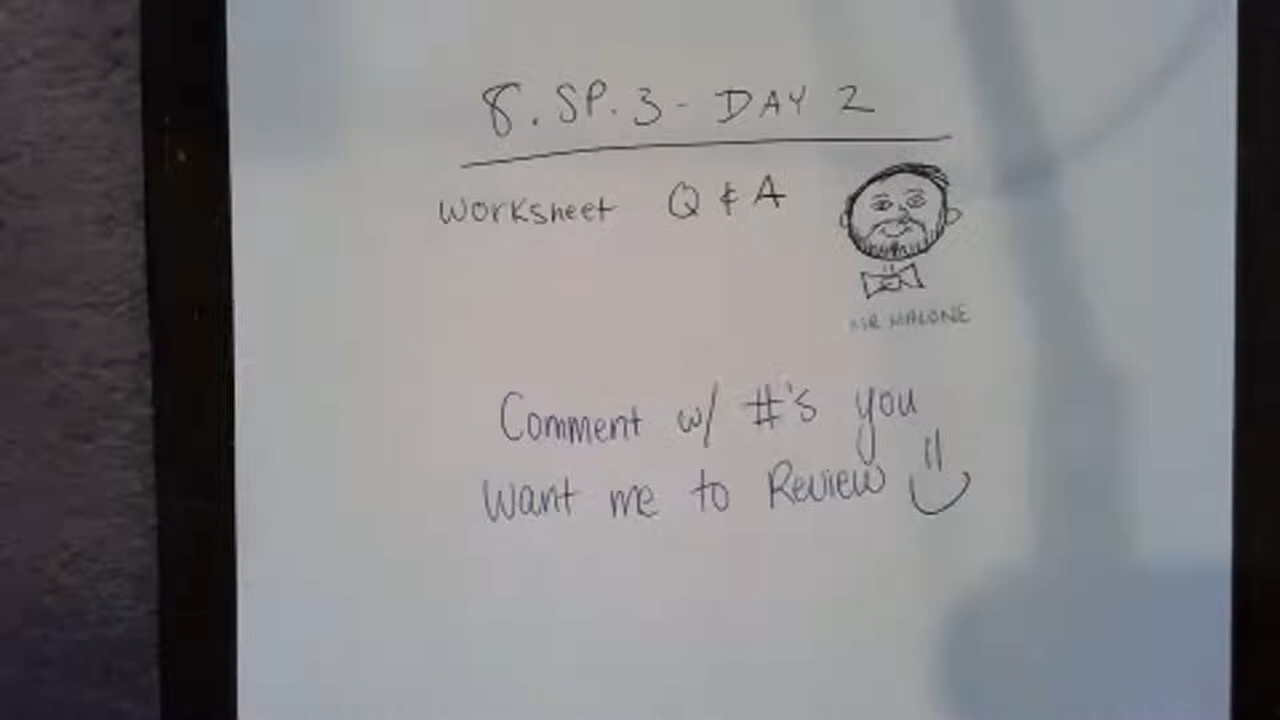 8.SP.3 - DAY 2
Worksheet Q & A
MR MALONE
Comment w/ #'s you
Want me to Review